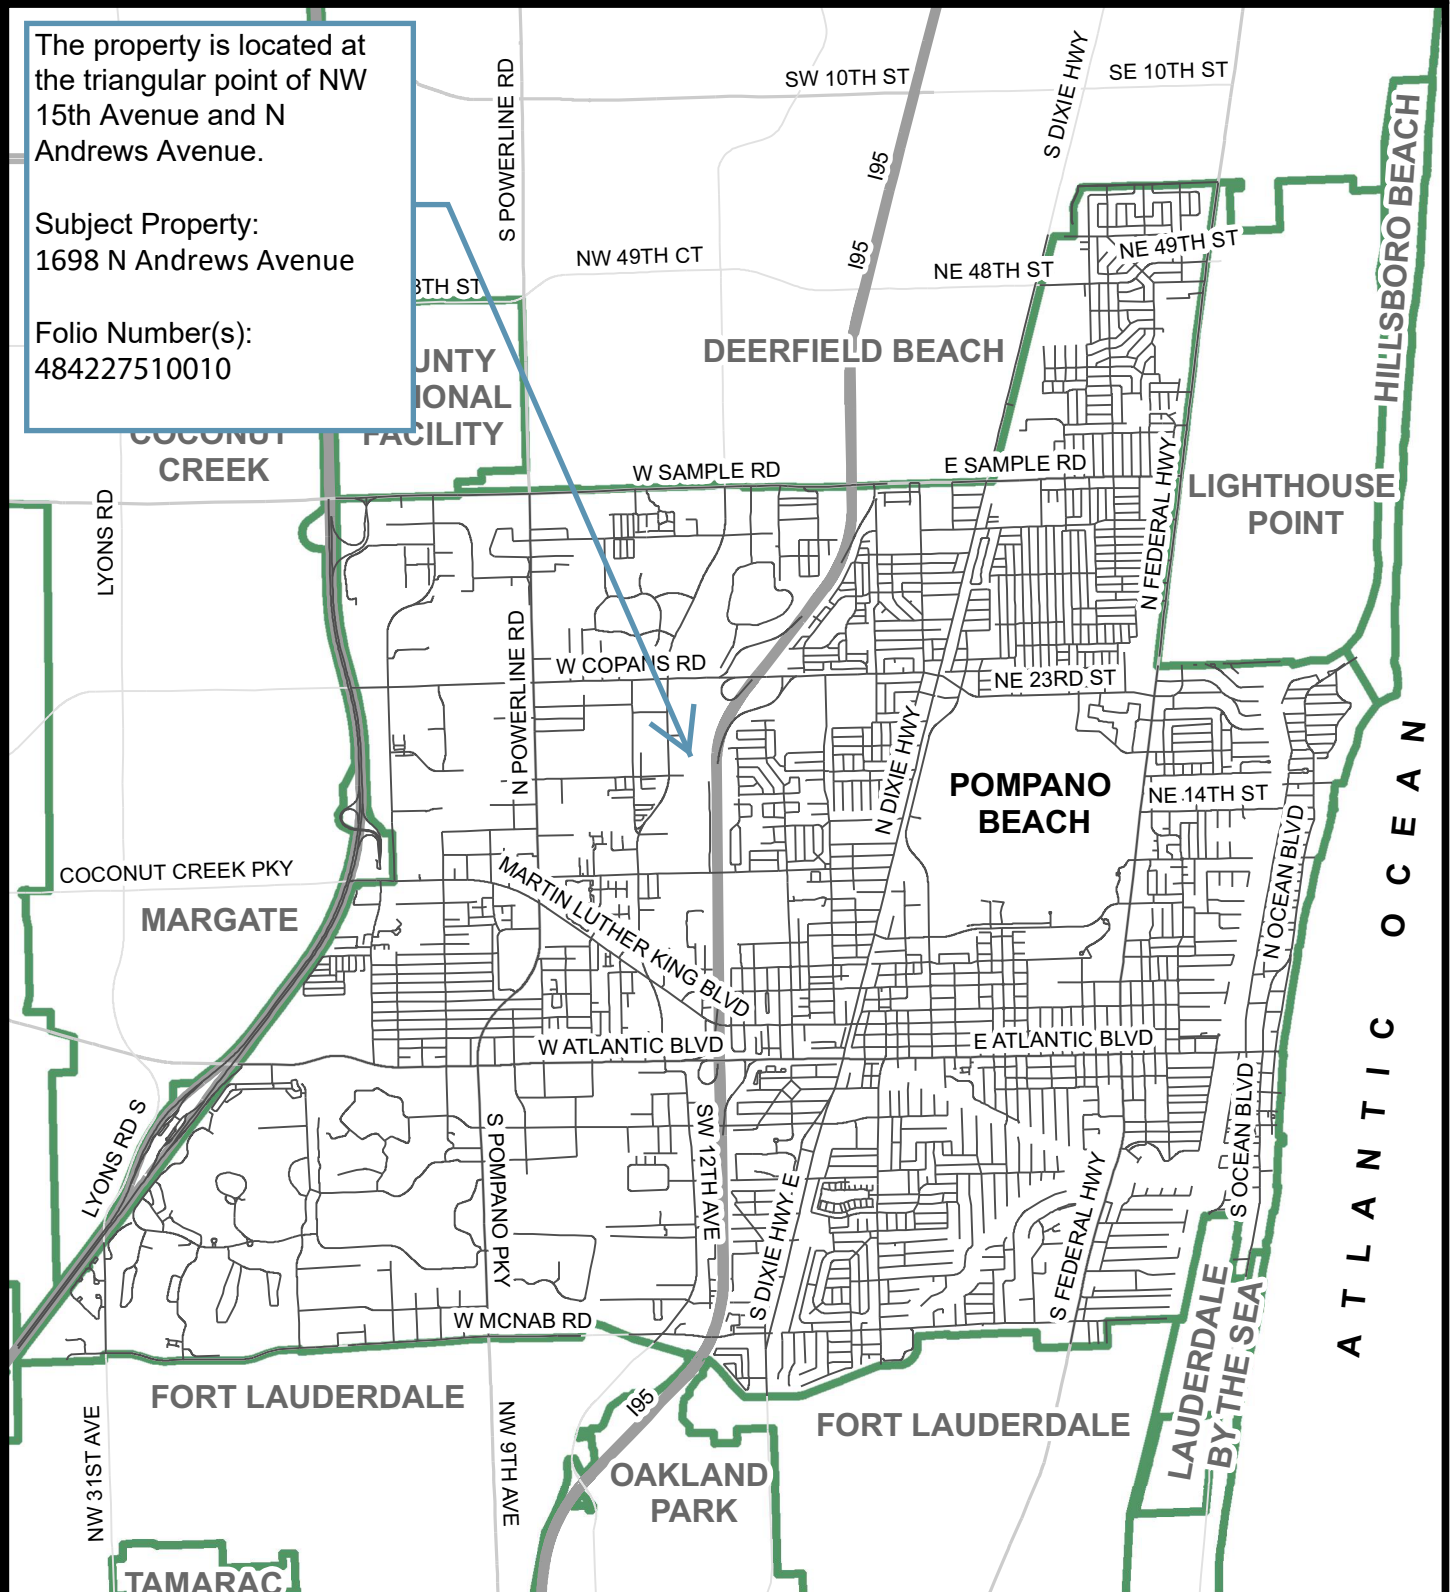 The property is located at
the triangular point of NW
15th Avenue and N
Andrews Avenue.
Subject Property:
1698 N Andrews Avenue
Folio Number(s):
484227510010
S POWERLINE RD
SW 10TH ST
S DIXIE HWY
SE 10TH ST
HILLSBORO BEACH
I95
I95
NW 49TH CT
NE 48TH ST
NE 49TH ST
8TH ST
UNTY
IONAL
FACILITY
COCONUT
CREEK
DEERFIELD BEACH
W SAMPLE RD
E SAMPLE RD
N FEDERAL HWY
LIGHTHOUSE
POINT
LYONS RD
N POWERLINE RD
W COPANS RD
NE 23RD ST
N DIXIE HWY
POMPANO
BEACH
NE 14TH ST
N OCEAN BLVD
ATLANTIC OCEAN
COCONUT CREEK PKY
MARGATE
MARTIN LUTHER KING BLVD
W ATLANTIC BLVD
E ATLANTIC BLVD
LYONS RD S
S POMPANO PKY
SW 12TH AVE
S DIXIE HWY E
S FEDERAL HWY
S OCEAN BLVD
W MCNAB RD
LAUDERDALE
BY THE SEA
FORT LAUDERDALE
FORT LAUDERDALE
I95
NW 31ST AVE
NW 9TH AVE
OAKLAND
PARK
TAMARAC